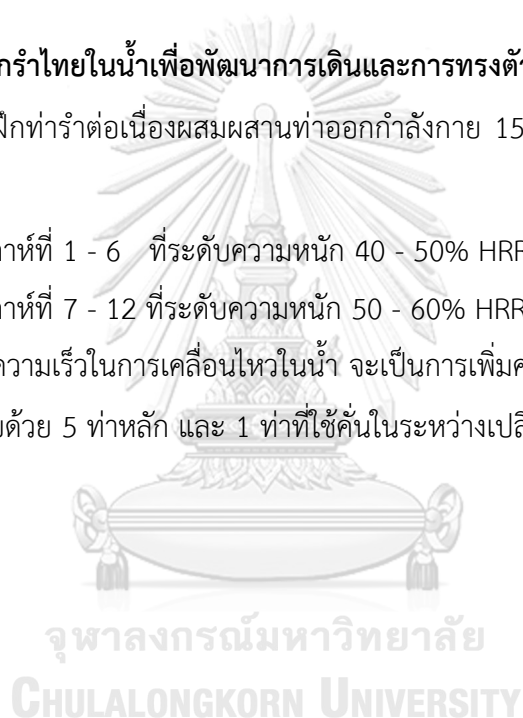 กรำไทยในน้ำเพื่อพัฒนาการเดินและการทรงตัว
ฝึกท่ารำต่อเนื่องผสมผสานท่าออกกำลังกาย 15
าห์ที่ 1 - 6 ที่ระดับความหนัก 40 - 50% HRR
าห์ที่ 7 - 12 ที่ระดับความหนัก 50 - 60% HRR
ความเร็วในการเคลื่อนไหวในน้ำ จะเป็นการเพิ่มค
ด้วย 5 ท่าหลัก และ 1 ท่าที่ใช้คั่นในระหว่างเปลี
จุฬาลงกรณ์มหาวิทยาลัย
CHULALONGKORN UNIVERSITY